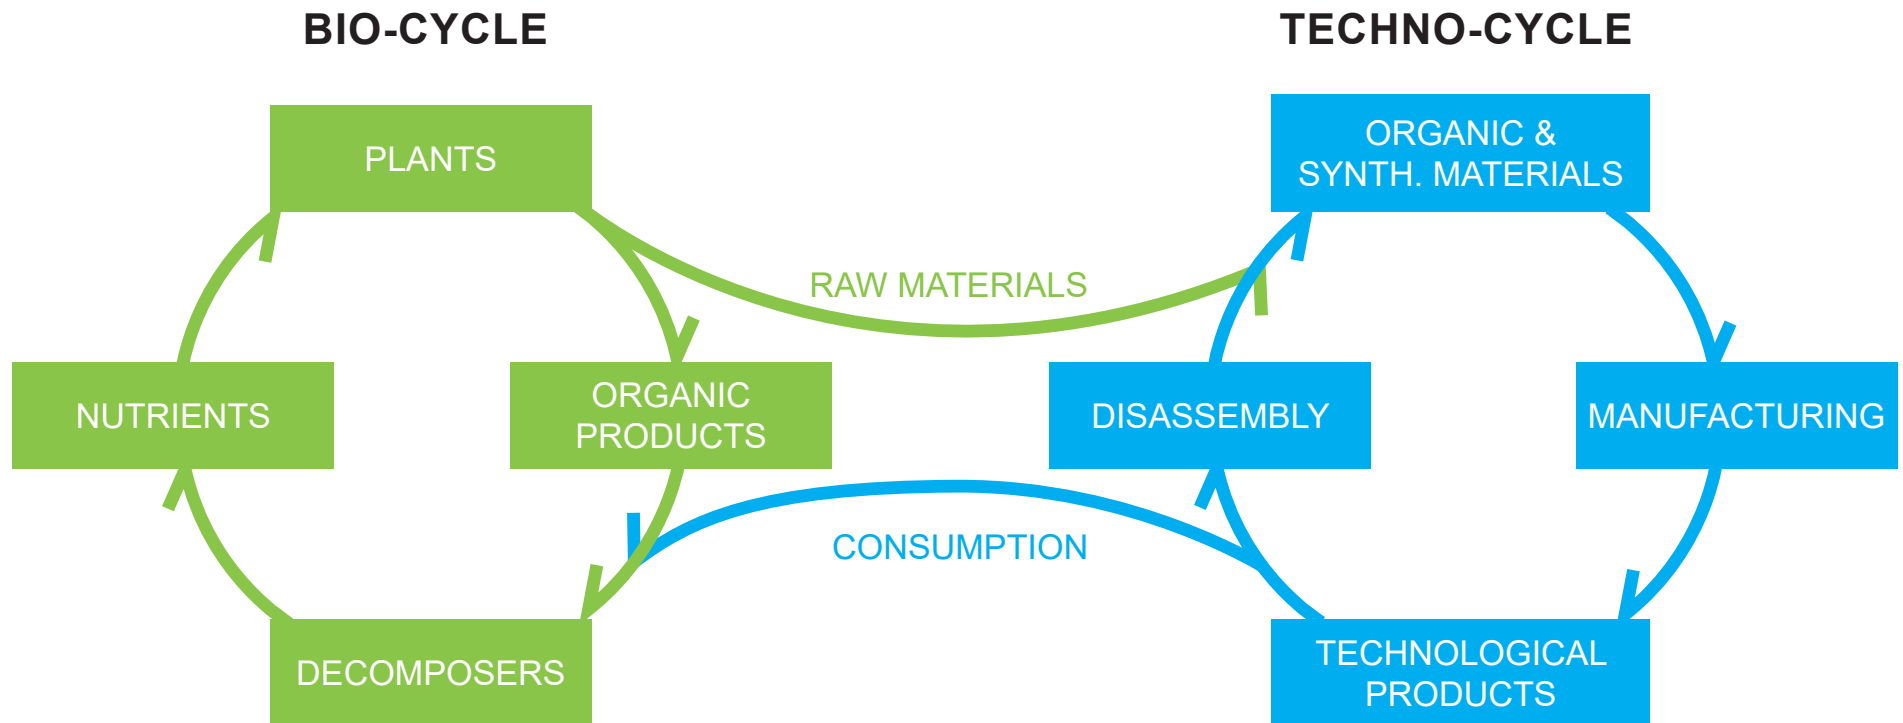 BIO-CYCLE
TECHNO-CYCLE
PLANTS
ORGANIC &
SYNTH. MATERIALS
RAW MATERIALS
NUTRIENTS
ORGANIC
PRODUCTS
DISASSEMBLY
MANUFACTURING
CONSUMPTION
DECOMPOSERS
TECHNOLOGICAL
PRODUCTS